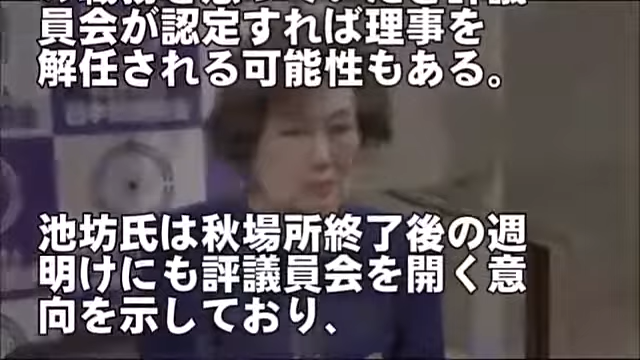 員会が認定すれば理事を
解任される可能性もある。
池坊氏は秋場所終了後の週
明けにも評議員会を開く意
向を示しており、